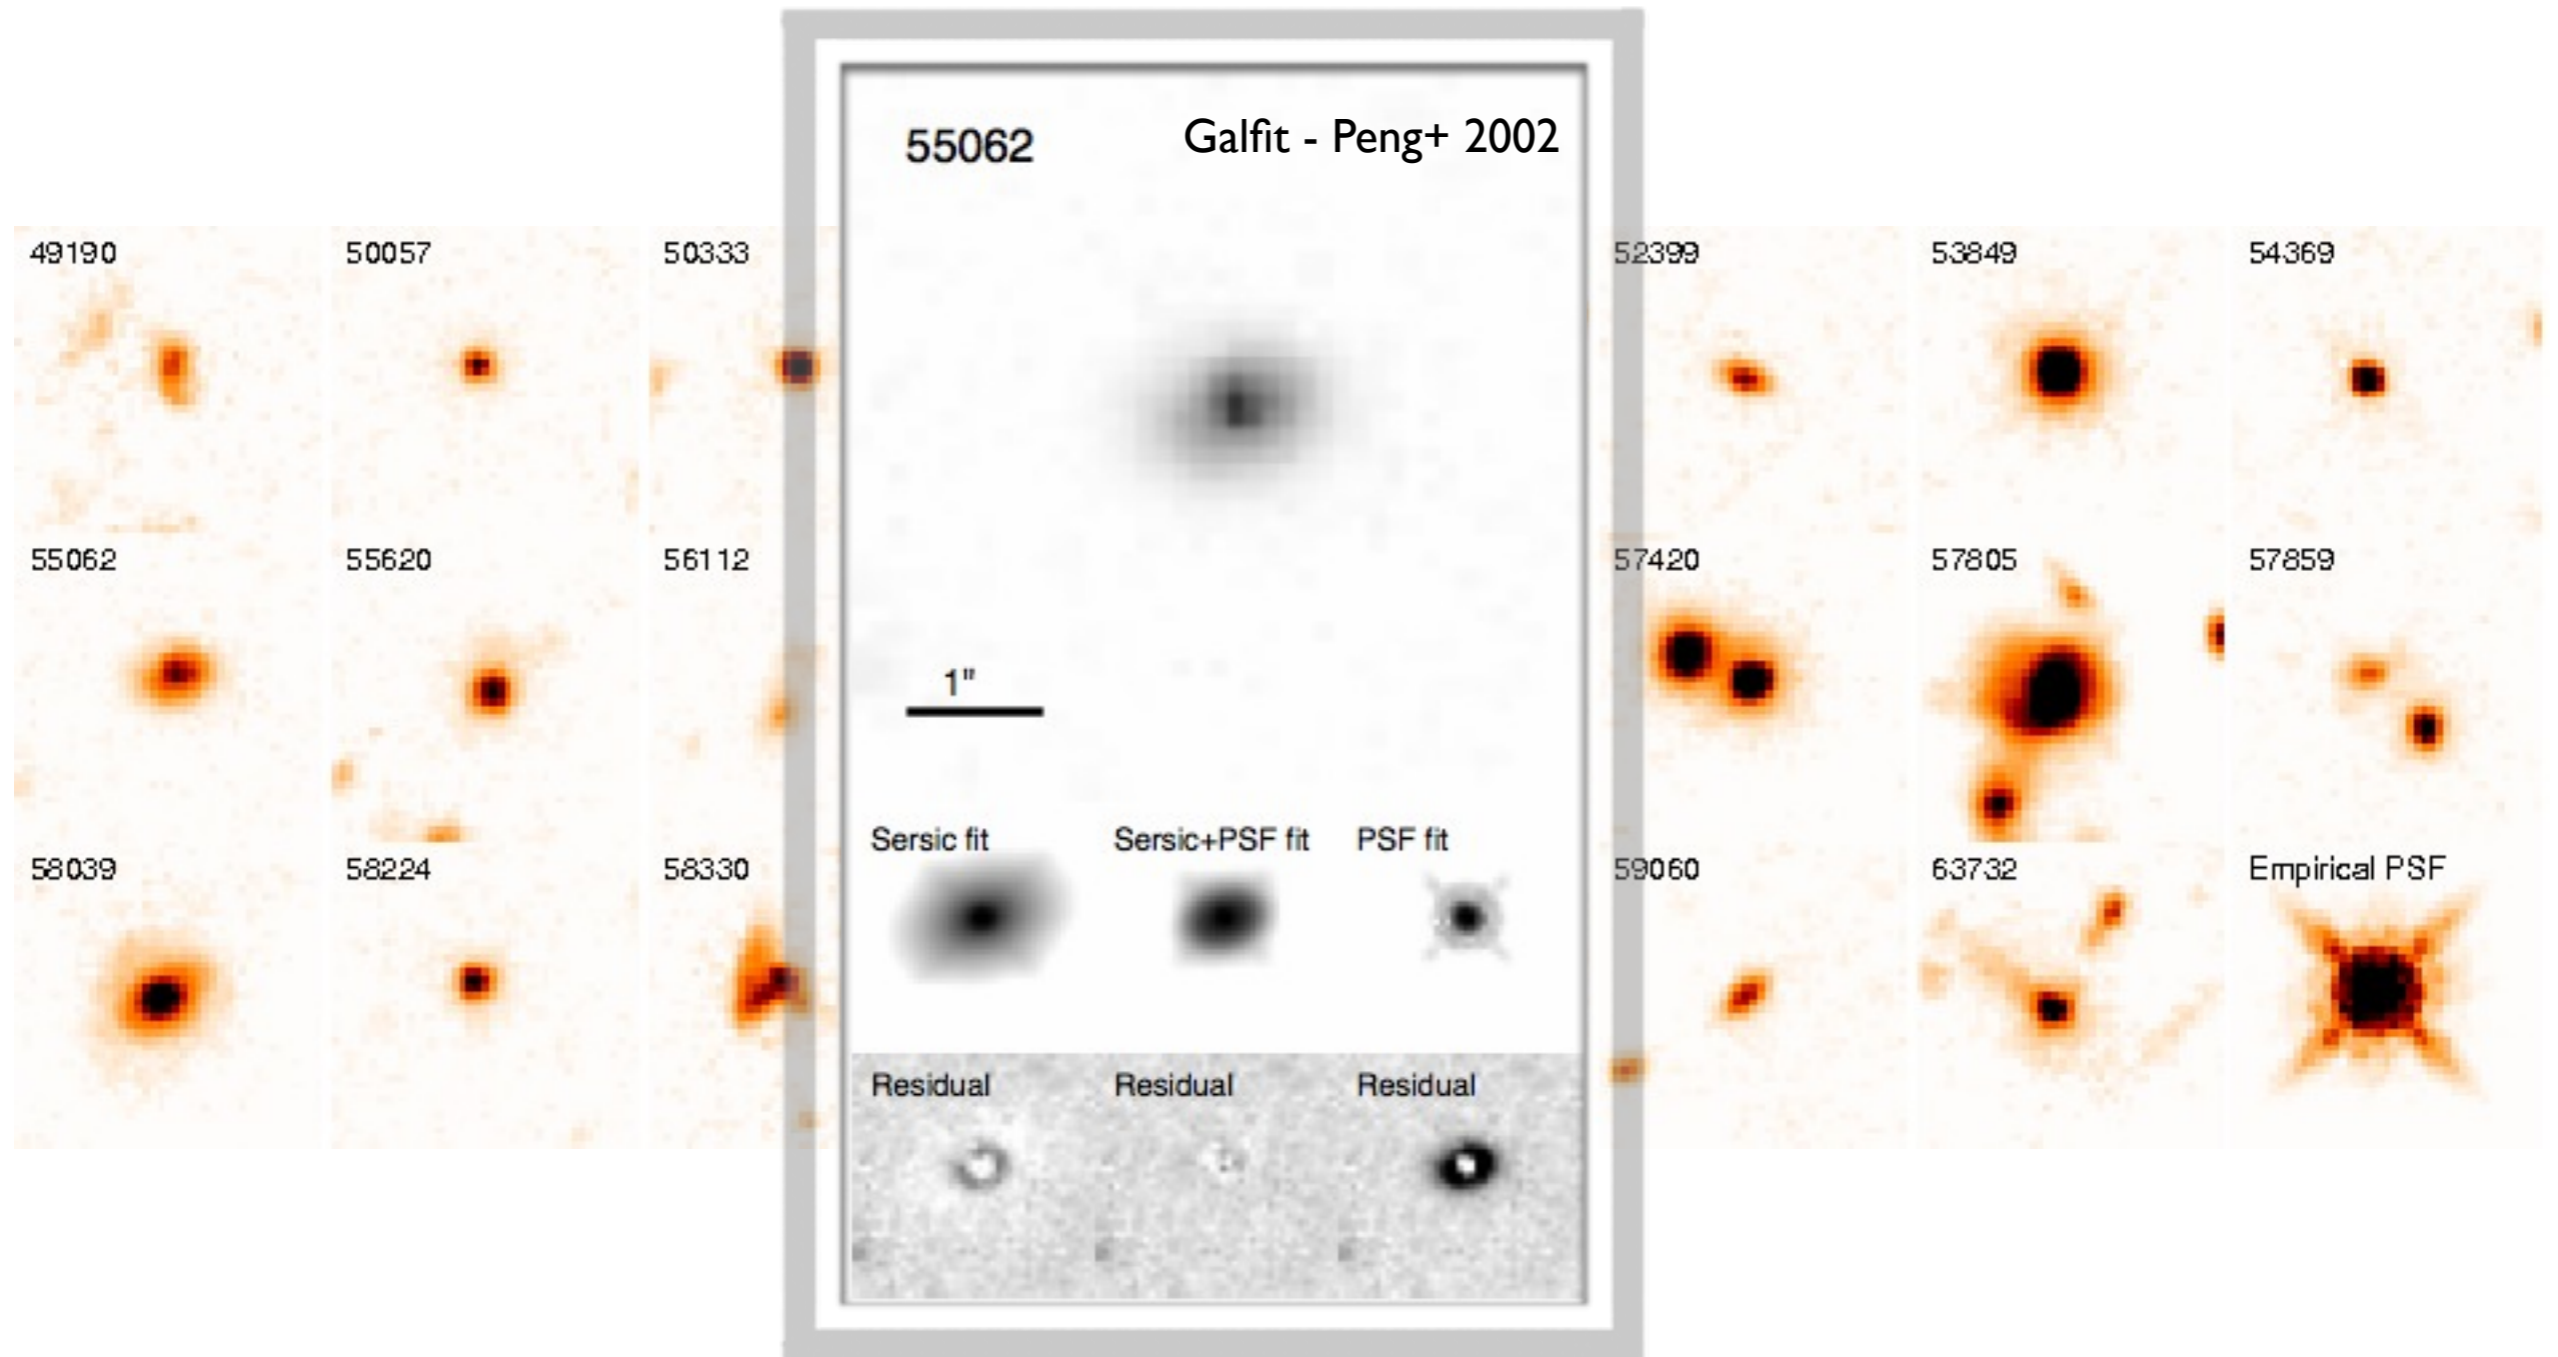 55062
Galfit - Peng+ 2002
49190
50057
50333
52399
53849
54369
55062
55620
56112
57420
57805
57859
1"
Sersic fit
Sersic+PSF fit
PSF fit
58039
58224
58330
59060
63732
Empirical PSF
Residual
Residual
Residual